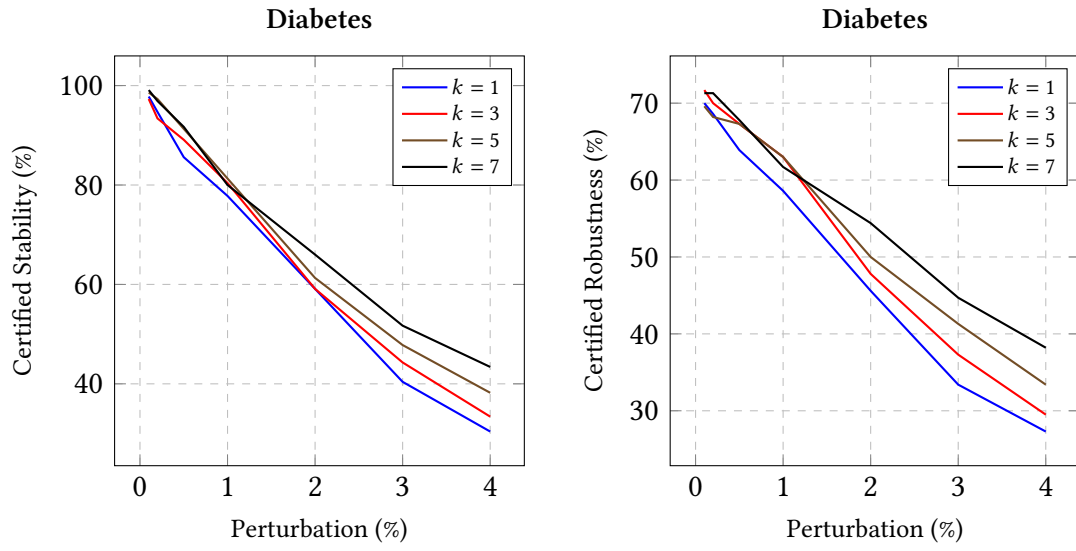 Diabetes
Certified Stability (%)
100
80
60
40
0 1 2 3 4
Perturbation (%)
k = 1
k = 3
k = 5
k = 7
Diabetes
Certified Robustness (%)
70
60
50
40
30
0 1 2 3 4
Perturbation (%)
k = 1
k = 3
k = 5
k = 7